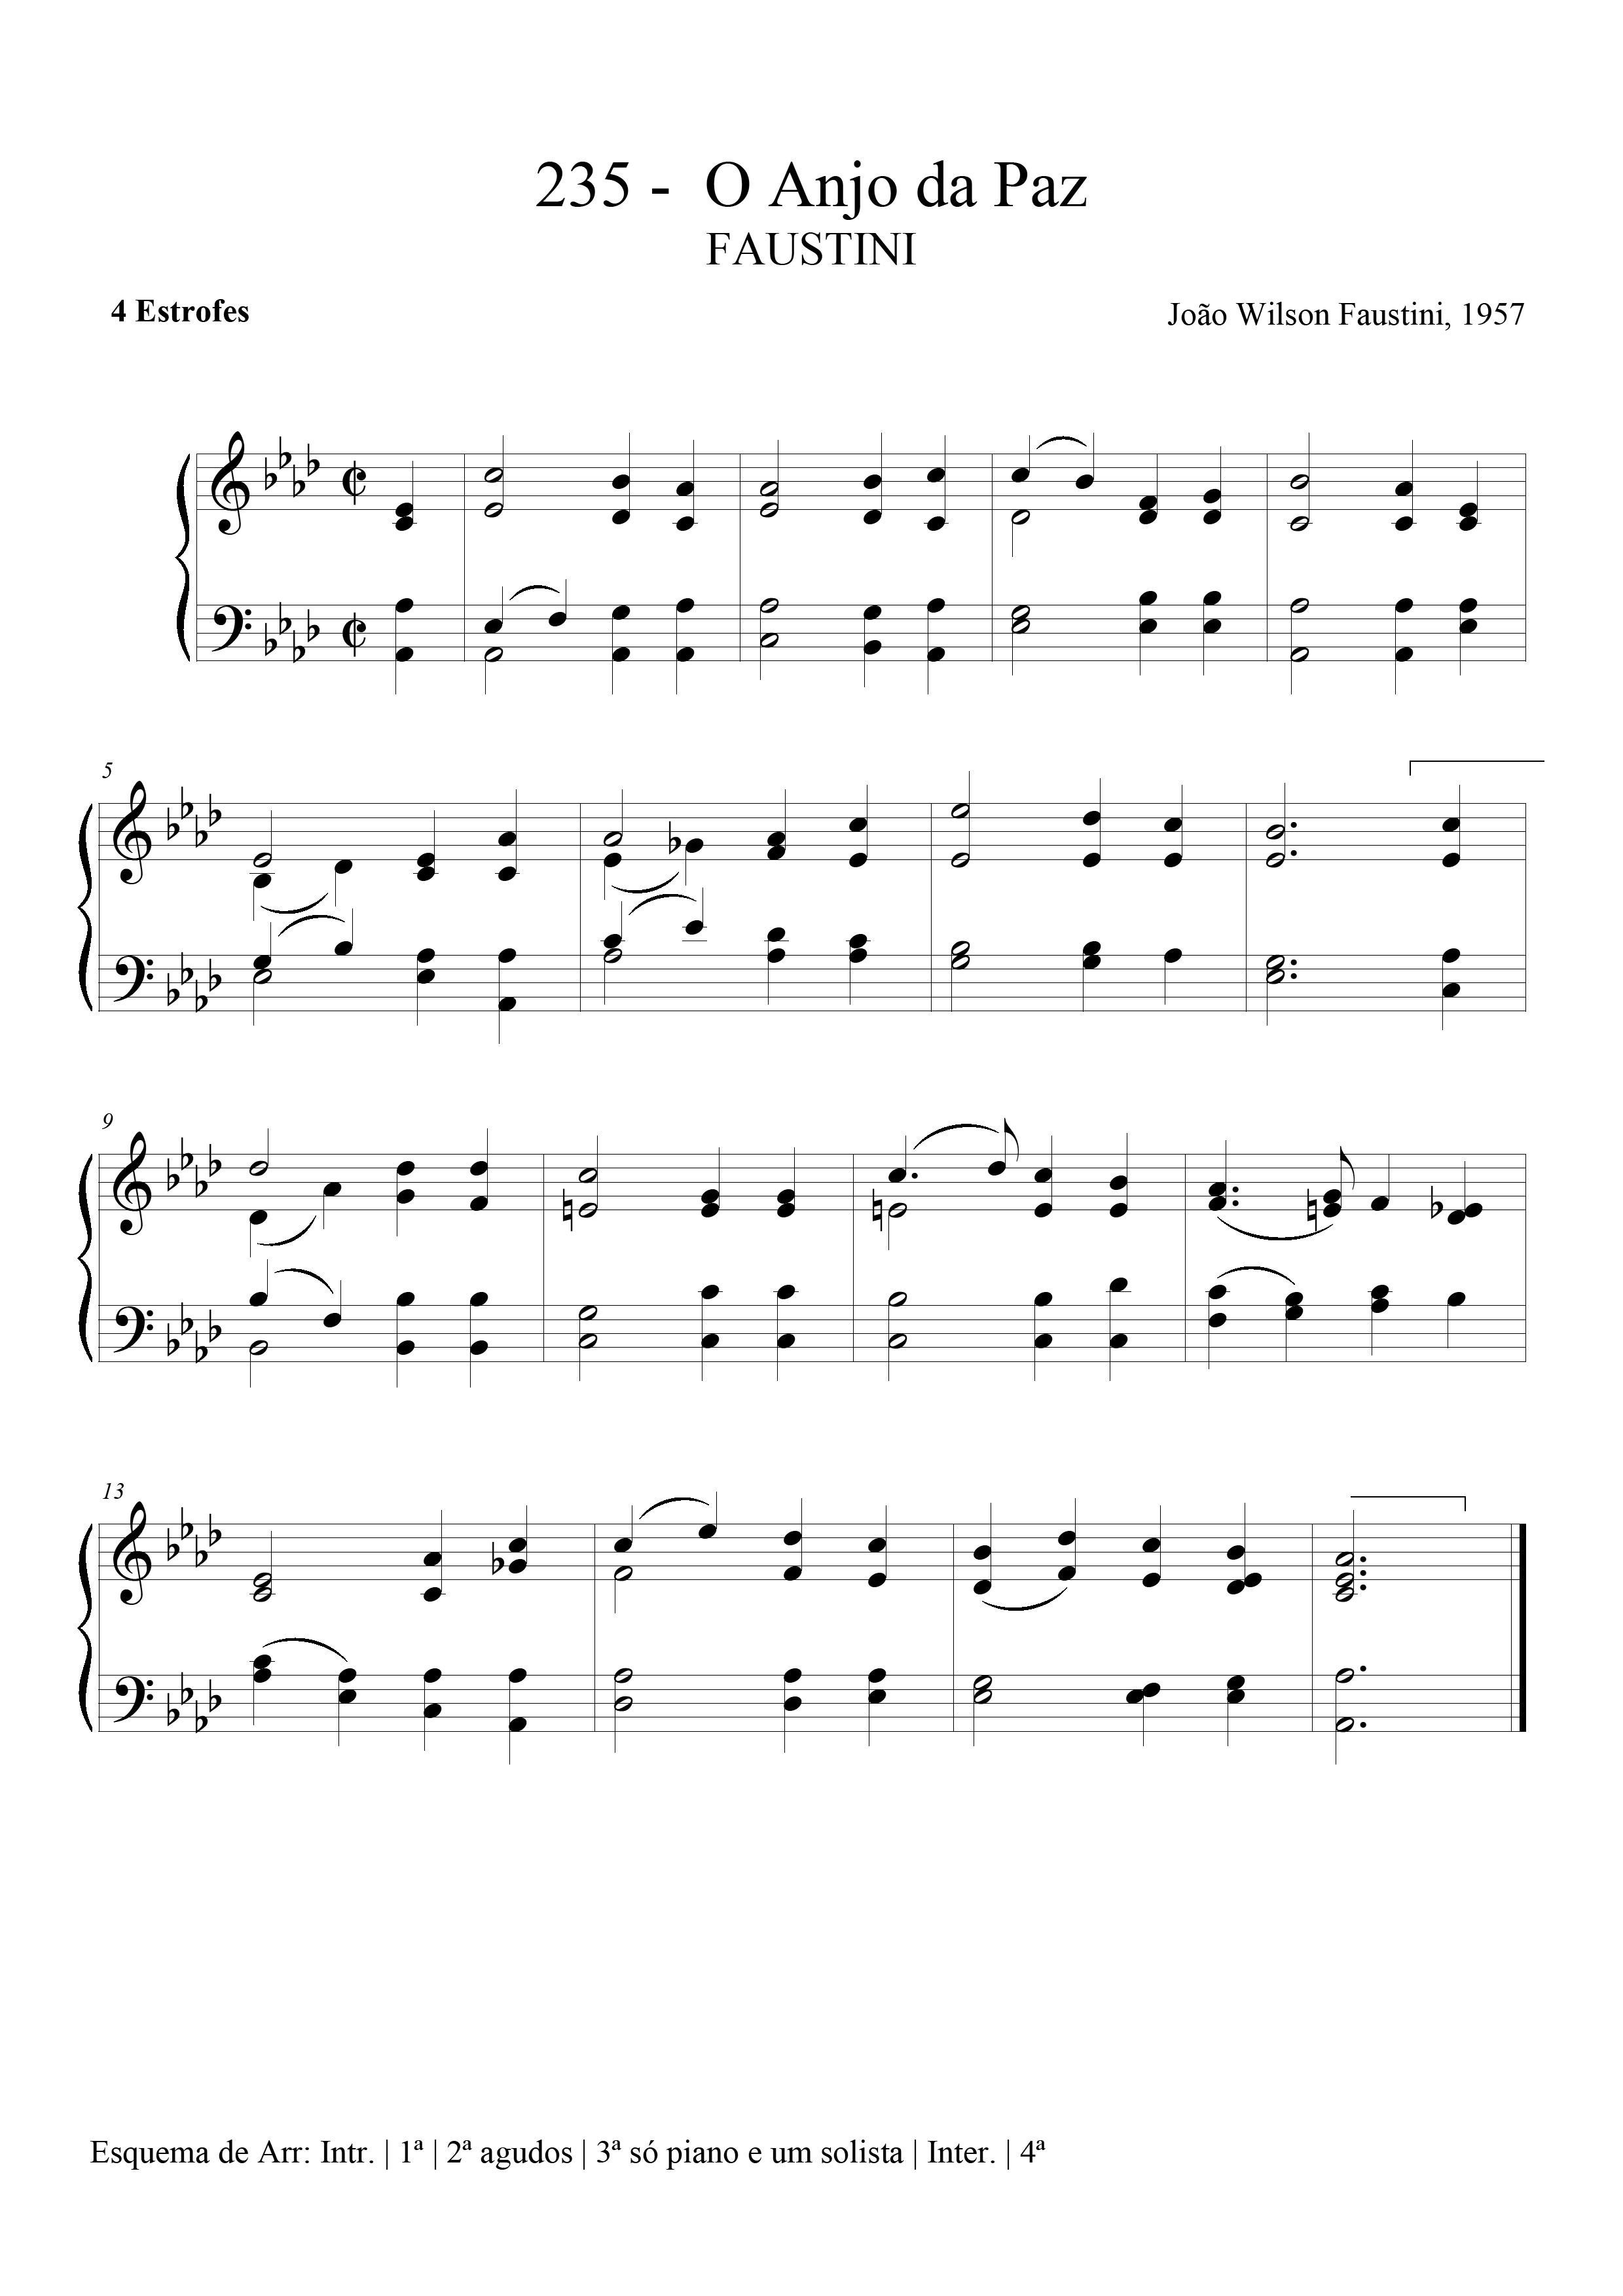 235 - O Anjo da Paz
FAUSTINI
4 Estrofes
João Wilson Faustini, 1957
5
9
13
Esquema de Arr: Intr. | 1ª | 2ª agudos | 3ª só piano e um solista | Inter. | 4ª